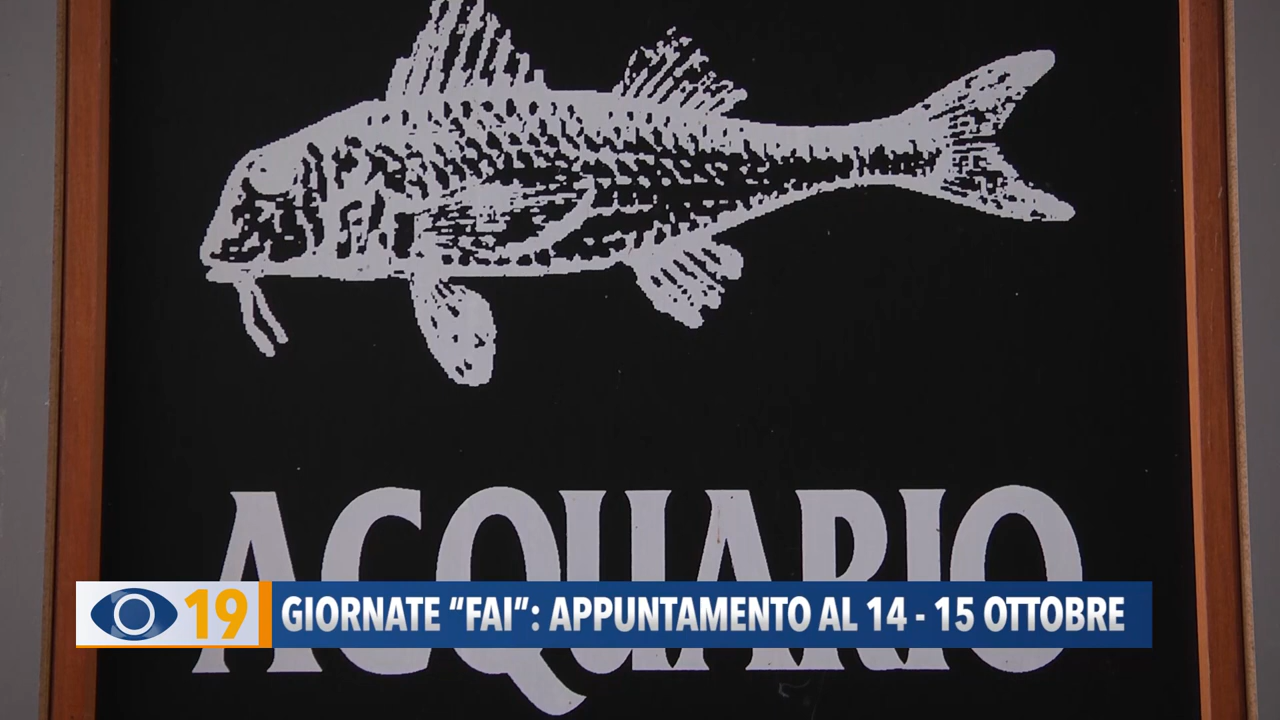 ACQUARIO
19 GIORNATE “FAI”: APPUNTAMENTO AL 14 - 15 OTTOBRE